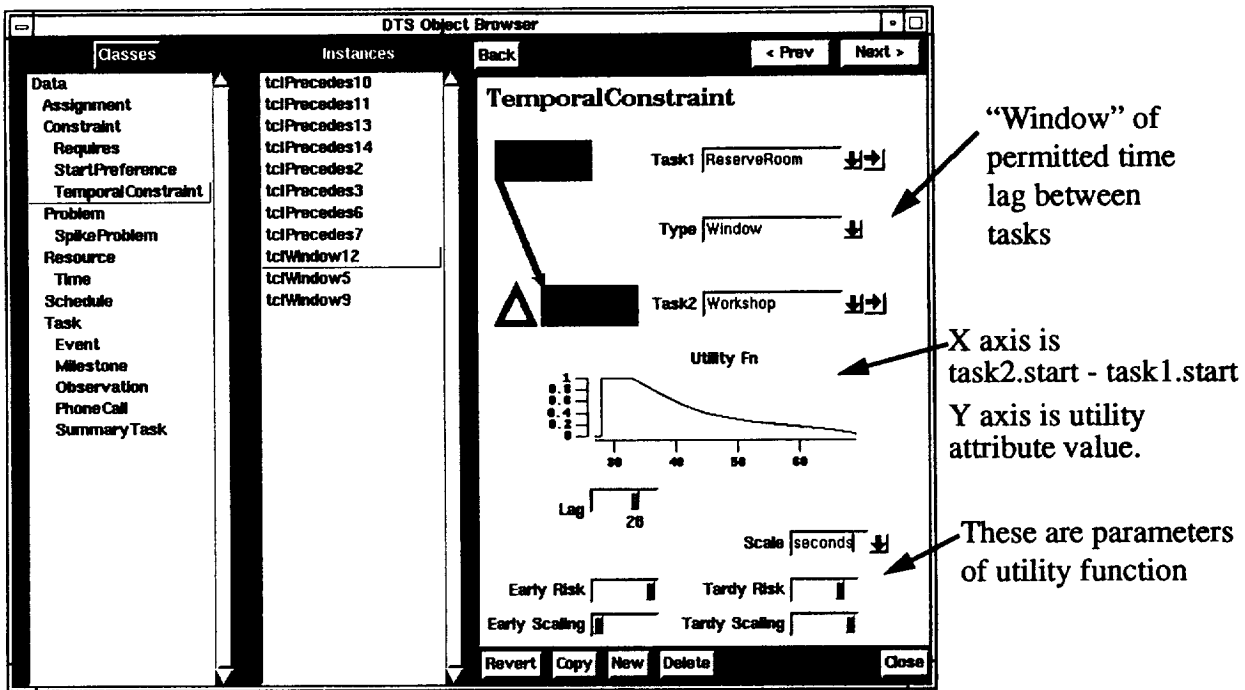 DTS Object Browser
Classes
Instances
Back
< Prev
Next >
Data
Assignment
Constraint
Requires
StartPreference
TemporalConstraint
Problem
SpikeProblem
Resource
Time
Schedule
Task
Event
Milestone
Observation
PhoneCall
SummaryTask
tclPrecedes10
tclPrecedes11
tclPrecedes13
tclPrecedes14
tclPrecedes2
tclPrecedes3
tclPrecedes6
tclPrecedes7
tclWindow12
tclWindow5
tclWindow9
TemporalConstraint
Task1 ReserveRoom
Type Window
Task2 Workshop
Utility Fn
1
0.8
0.6
0.4
0.2
0
30 40 50 60
Lag
28
Scale seconds
Early Risk
Tardy Risk
Early Scaling
Tardy Scaling
Revert
Copy
New
Delete
Close
“Window” of
permitted time
lag between
tasks
X axis is
task2.start - task1.start
Y axis is utility
attribute value.
These are parameters
of utility function